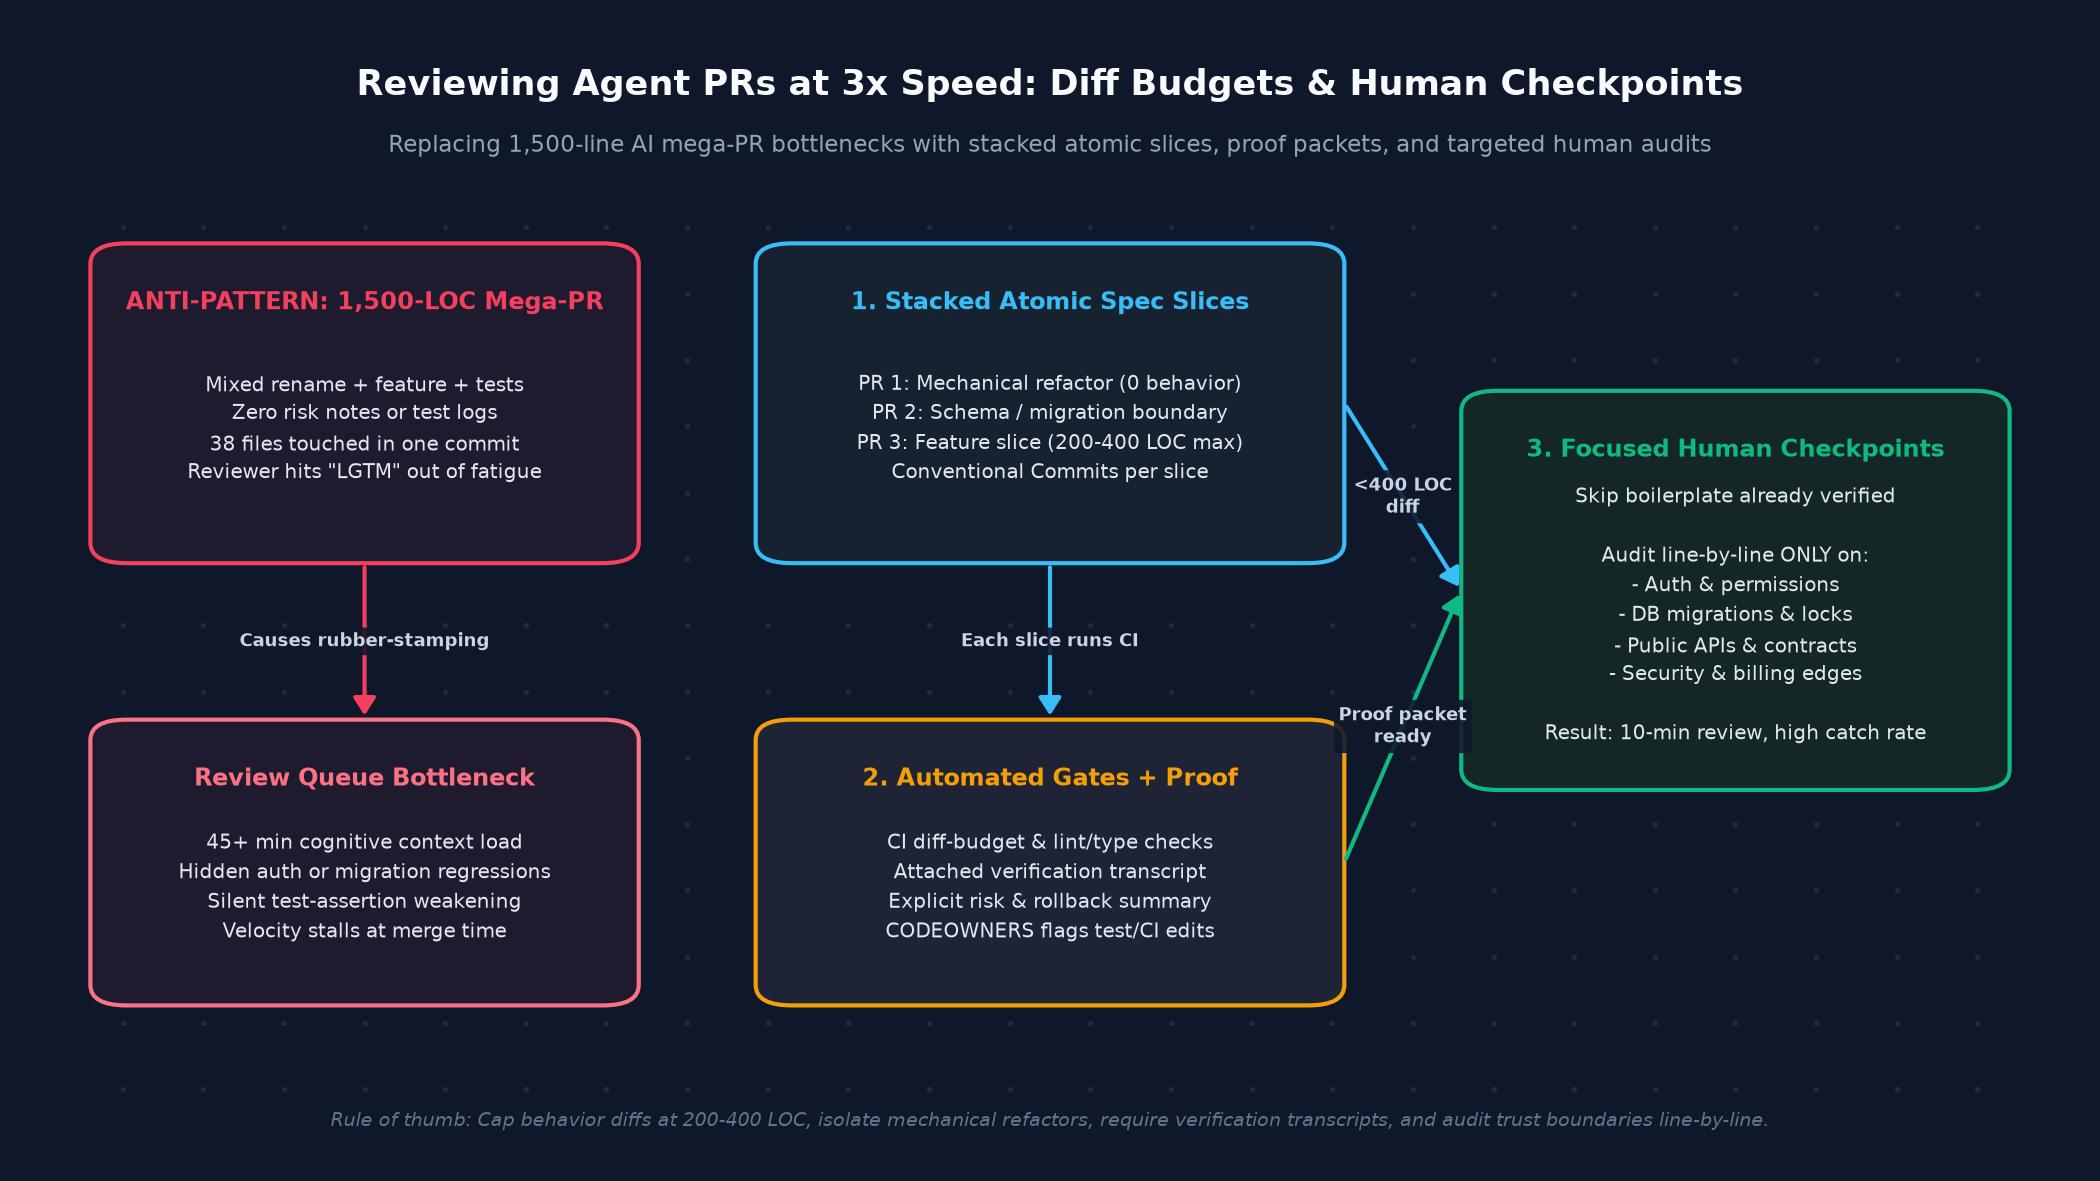 Reviewing Agent PRs at 3x Speed: Diff Budgets & Human Checkpoints
Replacing 1,500-line AI mega-PR bottlenecks with stacked atomic slices, proof packets, and targeted human audits
ANTI-PATTERN: 1,500-LOC Mega-PR
Mixed rename + feature + tests
Zero risk notes or test logs
38 files touched in one commit
Reviewer hits "LGTM" out of fatigue
Causes rubber-stamping
Review Queue Bottleneck
45+ min cognitive context load
Hidden auth or migration regressions
Silent test-assertion weakening
Velocity stalls at merge time
1. Stacked Atomic Spec Slices
PR 1: Mechanical refactor (0 behavior)
PR 2: Schema / migration boundary
PR 3: Feature slice (200-400 LOC max)
Conventional Commits per slice
Each slice runs CI
2. Automated Gates + Proof
CI diff-budget & lint/type checks
Attached verification transcript
Explicit risk & rollback summary
CODEOWNERS flags test/CI edits
<400 LOC
diff
Proof packet
ready
3. Focused Human Checkpoints
Skip boilerplate already verified
Audit line-by-line ONLY on:
- Auth & permissions
- DB migrations & locks
- Public APIs & contracts
- Security & billing edges
Result: 10-min review, high catch rate
Rule of thumb: Cap behavior diffs at 200-400 LOC, isolate mechanical refactors, require verification transcripts, and audit trust boundaries line-by-line.